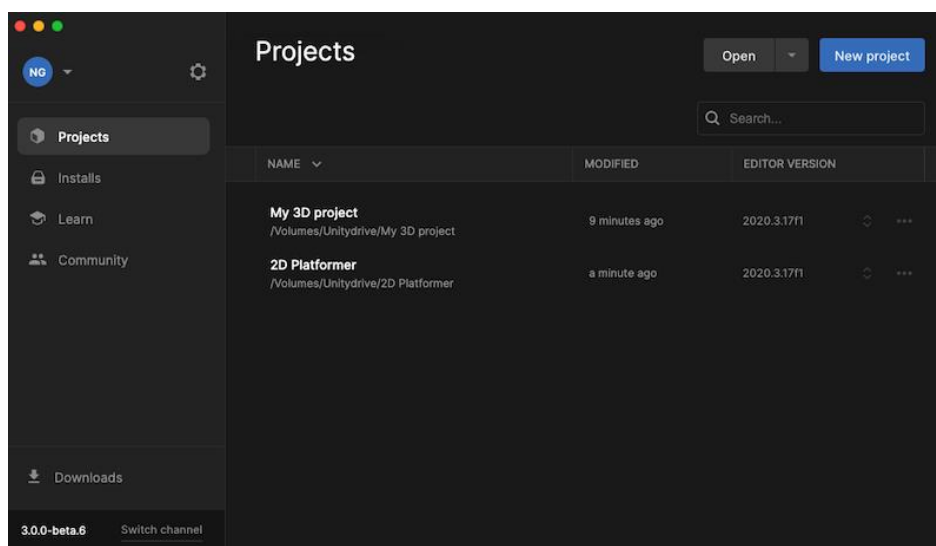 Projects
Open
New project
NG
Search...
Projects
Installs
Learn
Community
NAME MODIFIED EDITOR VERSION
My 3D project
/Volumes/Unitydrive/My 3D project
9 minutes ago 2020.3.17f1
2D Platformer
/Volumes/Unitydrive/2D Platformer
a minute ago 2020.3.17f1
Downloads
3.0.0-beta.6 Switch channel